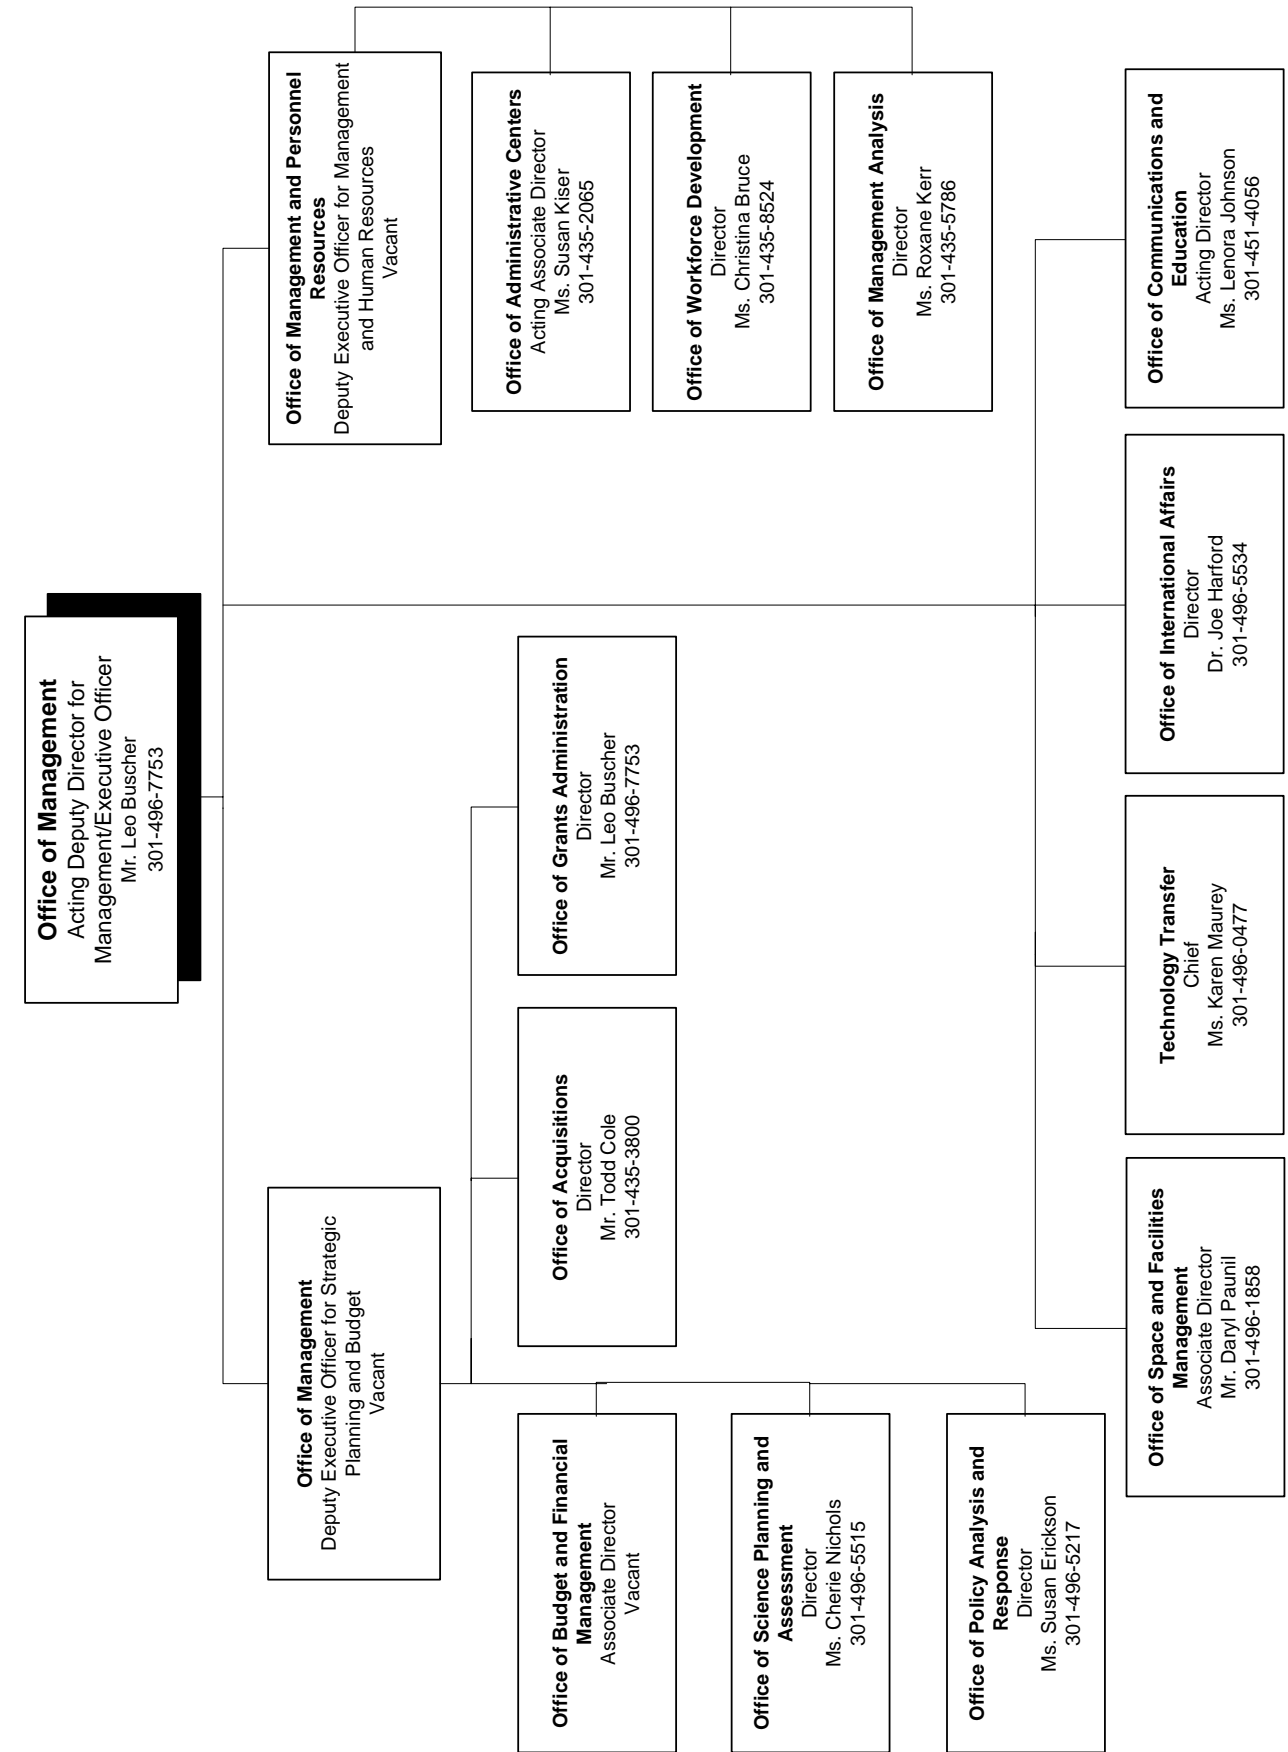 Office of Management
Acting Deputy Director for
Management/Executive Officer
Mr. Leo Buscher
301-496-7753
Office of Management
Deputy Executive Officer for Strategic
Planning and Budget
Vacant
Office of Management and Personnel
Resources
Deputy Executive Officer for Management
and Human Resources
Vacant
Office of Budget and Financial
Management
Associate Director
Vacant
Office of Acquisitions
Director
Mr. Todd Cole
301-435-3800
Office of Grants Administration
Director
Mr. Leo Buscher
301-496-7753
Office of Administrative Centers
Acting Associate Director
Ms. Susan Kiser
301-435-2065
Office of Science Planning and
Assessment
Director
Ms. Cherie Nichols
301-496-5515
Office of Workforce Development
Director
Ms. Christina Bruce
301-435-8524
Office of Policy Analysis and
Response
Director
Ms. Susan Erickson
301-496-5217
Office of Management Analysis
Director
Ms. Roxane Kerr
301-435-5786
Office of Space and Facilities
Management
Associate Director
Mr. Daryl Paunil
301-496-1858
Technology Transfer
Chief
Ms. Karen Maurey
301-496-0477
Office of International Affairs
Director
Dr. Joe Harford
301-496-5534
Office of Communications and
Education
Acting Director
Ms. Lenora Johnson
301-451-4056